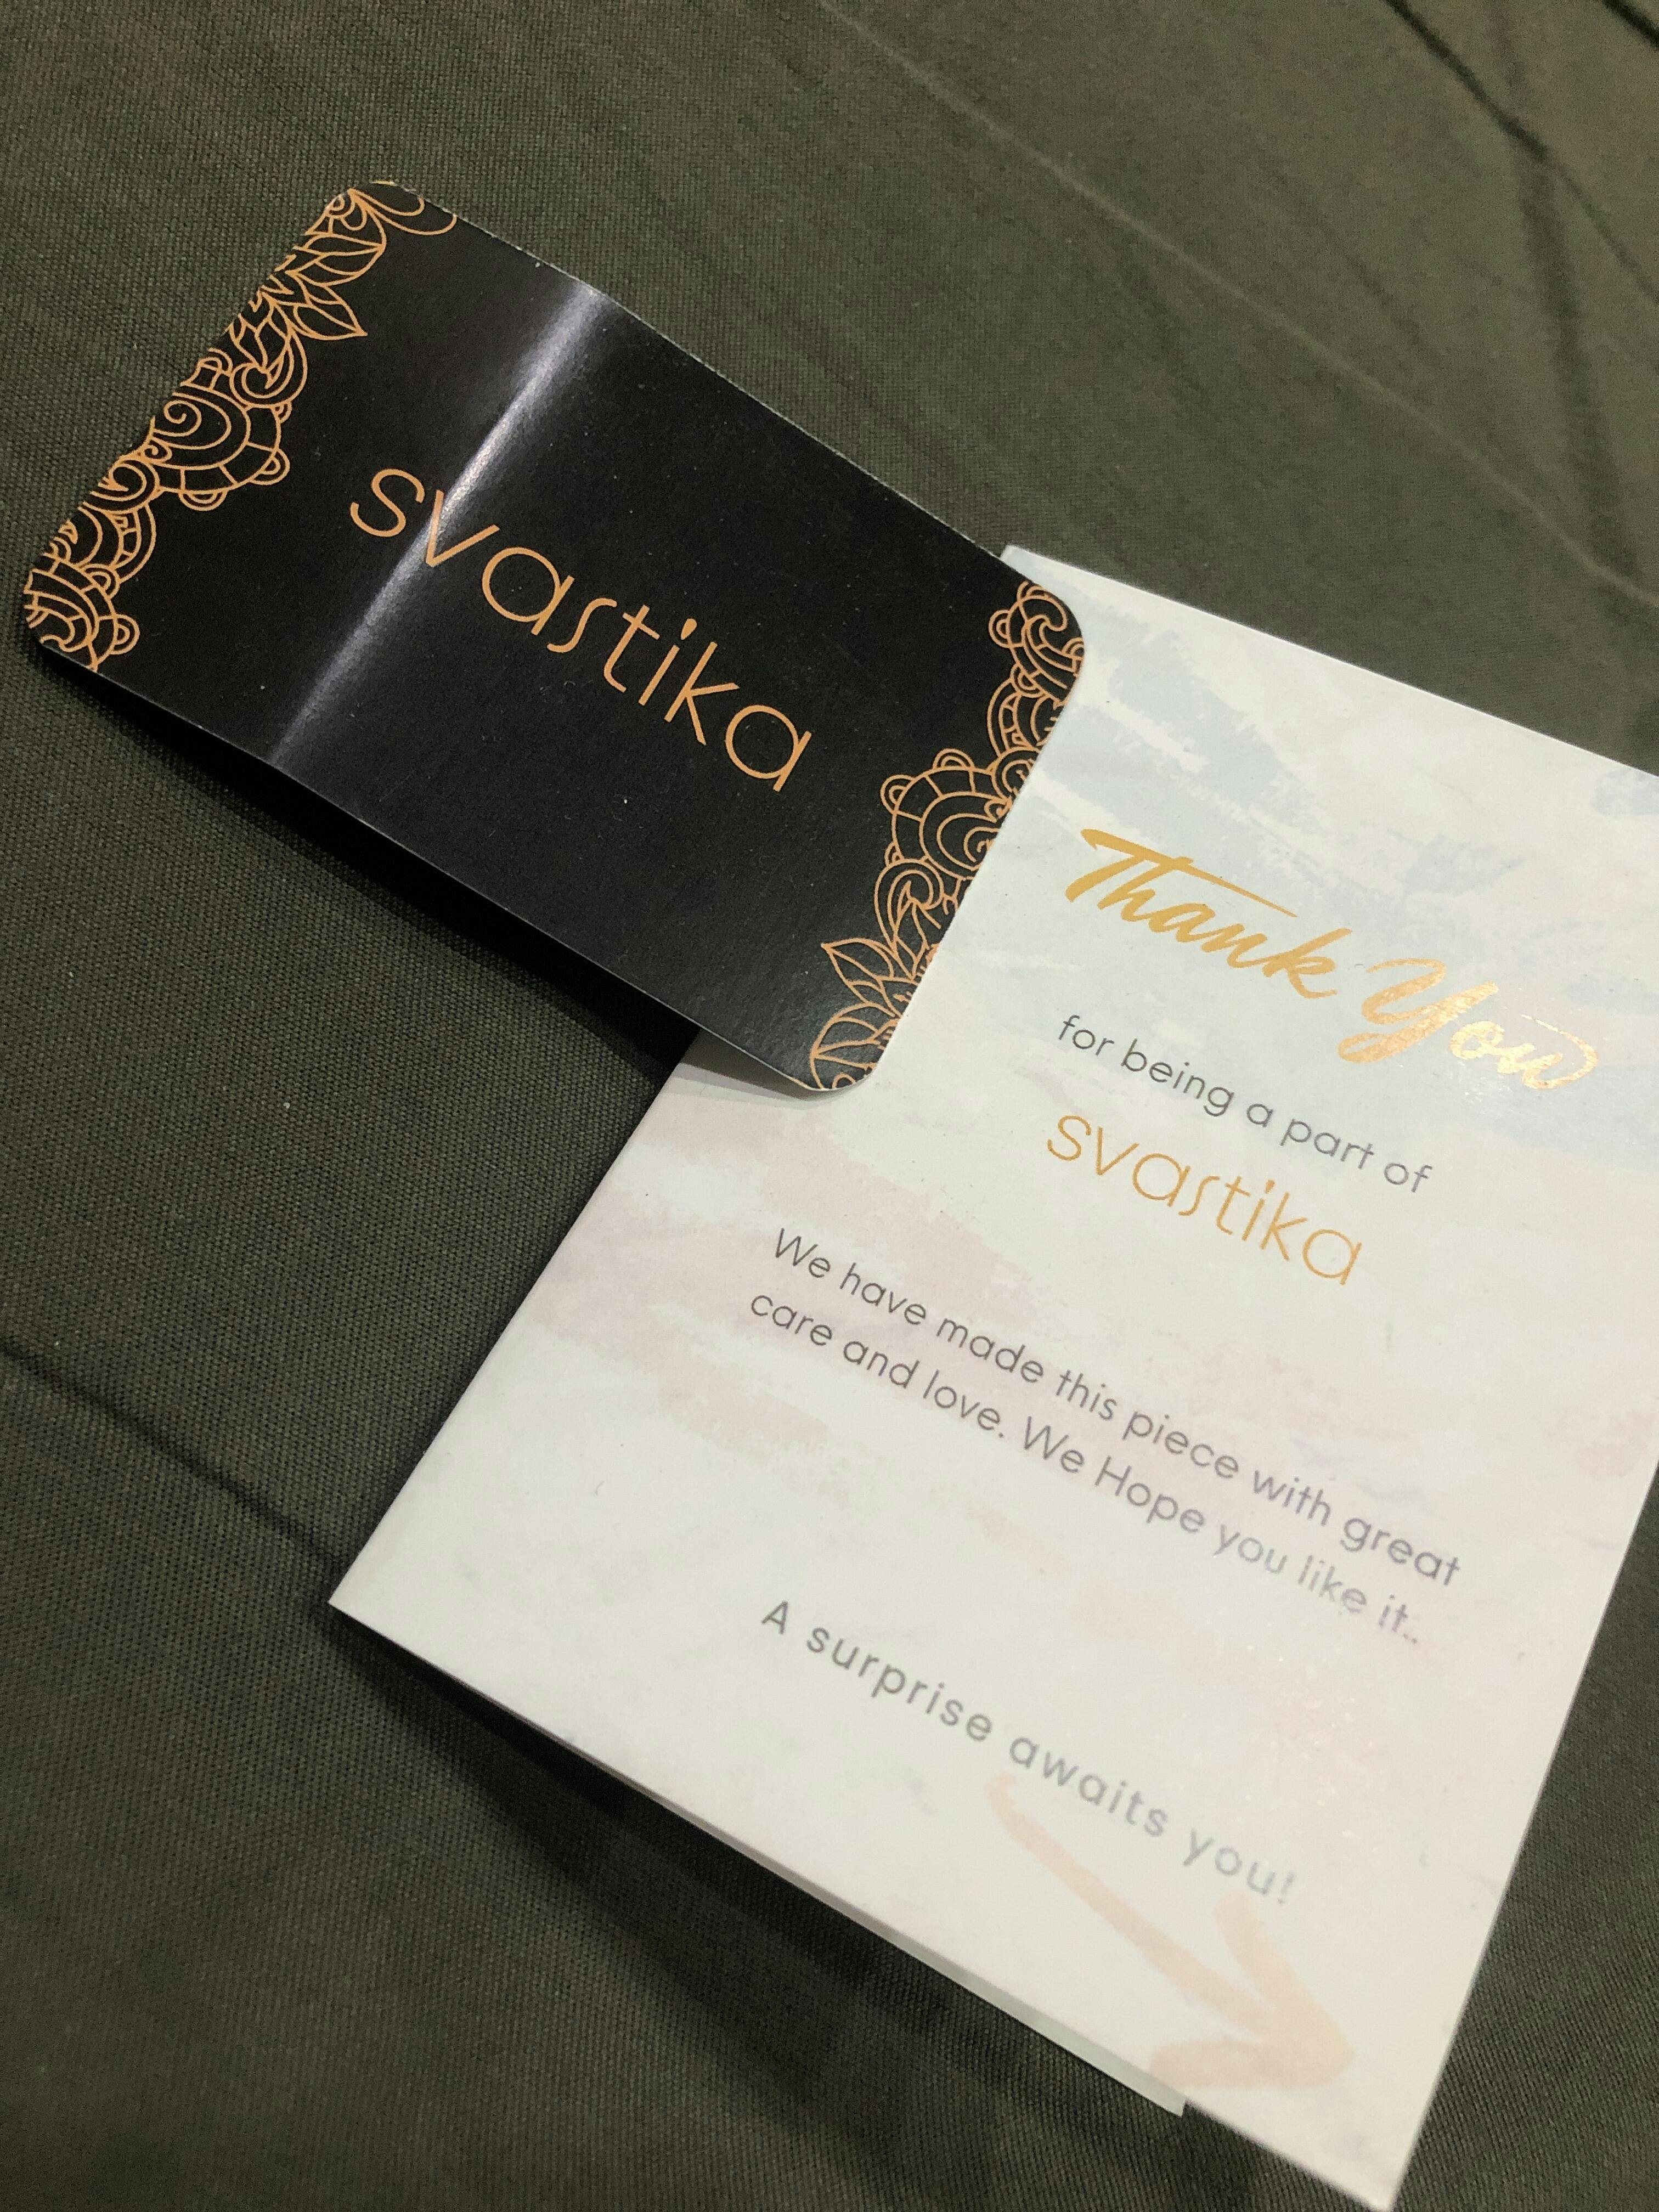 svastika
Thank You
for being a part of
svastika
We have made this piece with great
care and love. We Hope you like it..
A surprise awaits you!